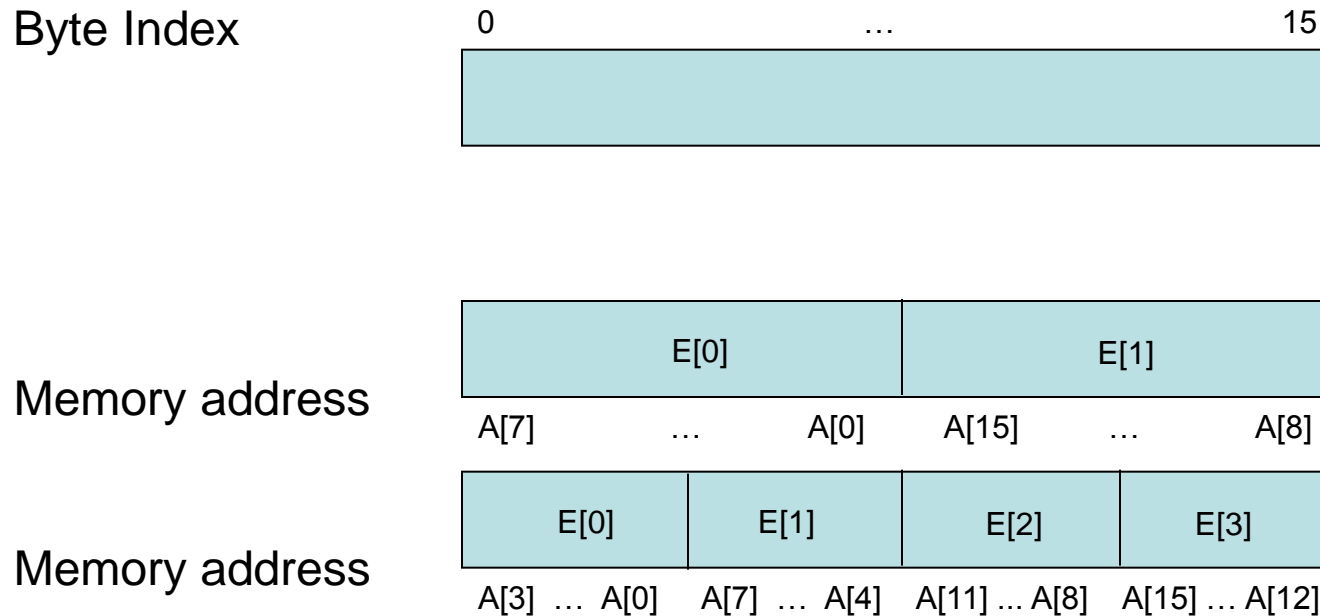 Byte Index 0 … 15
E[0] E[1]
Memory address
A[7] … A[0] A[15] … A[8]
E[0] E[1] E[2] E[3]
Memory address
A[3] … A[0] A[7] … A[4] A[11] ... A[8] A[15] … A[12]